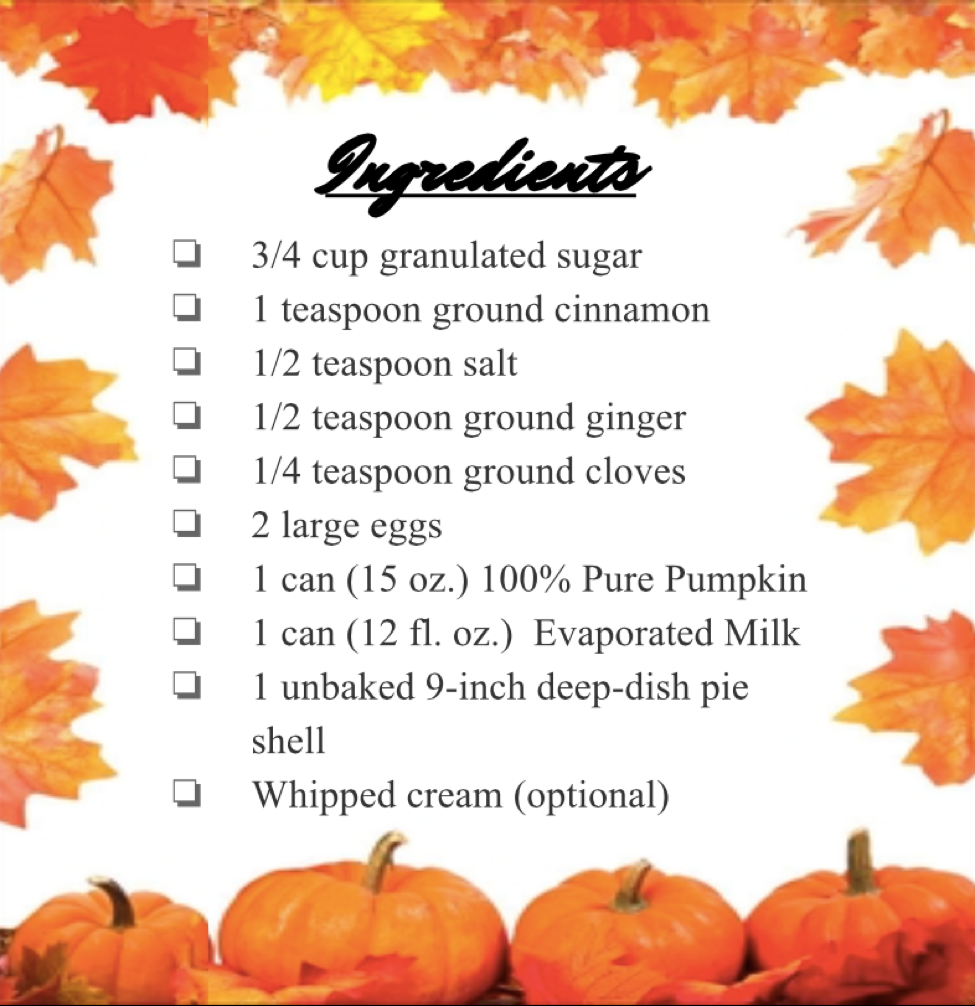 Ingredients
❏ 3/4 cup granulated sugar
❏ 1 teaspoon ground cinnamon
❏ 1/2 teaspoon salt
❏ 1/2 teaspoon ground ginger
❏ 1/4 teaspoon ground cloves
❏ 2 large eggs
❏ 1 can (15 oz.) 100% Pure Pumpkin
❏ 1 can (12 fl. oz.)  Evaporated Milk
❏ 1 unbaked 9-inch deep-dish pie
shell
❏ Whipped cream (optional)